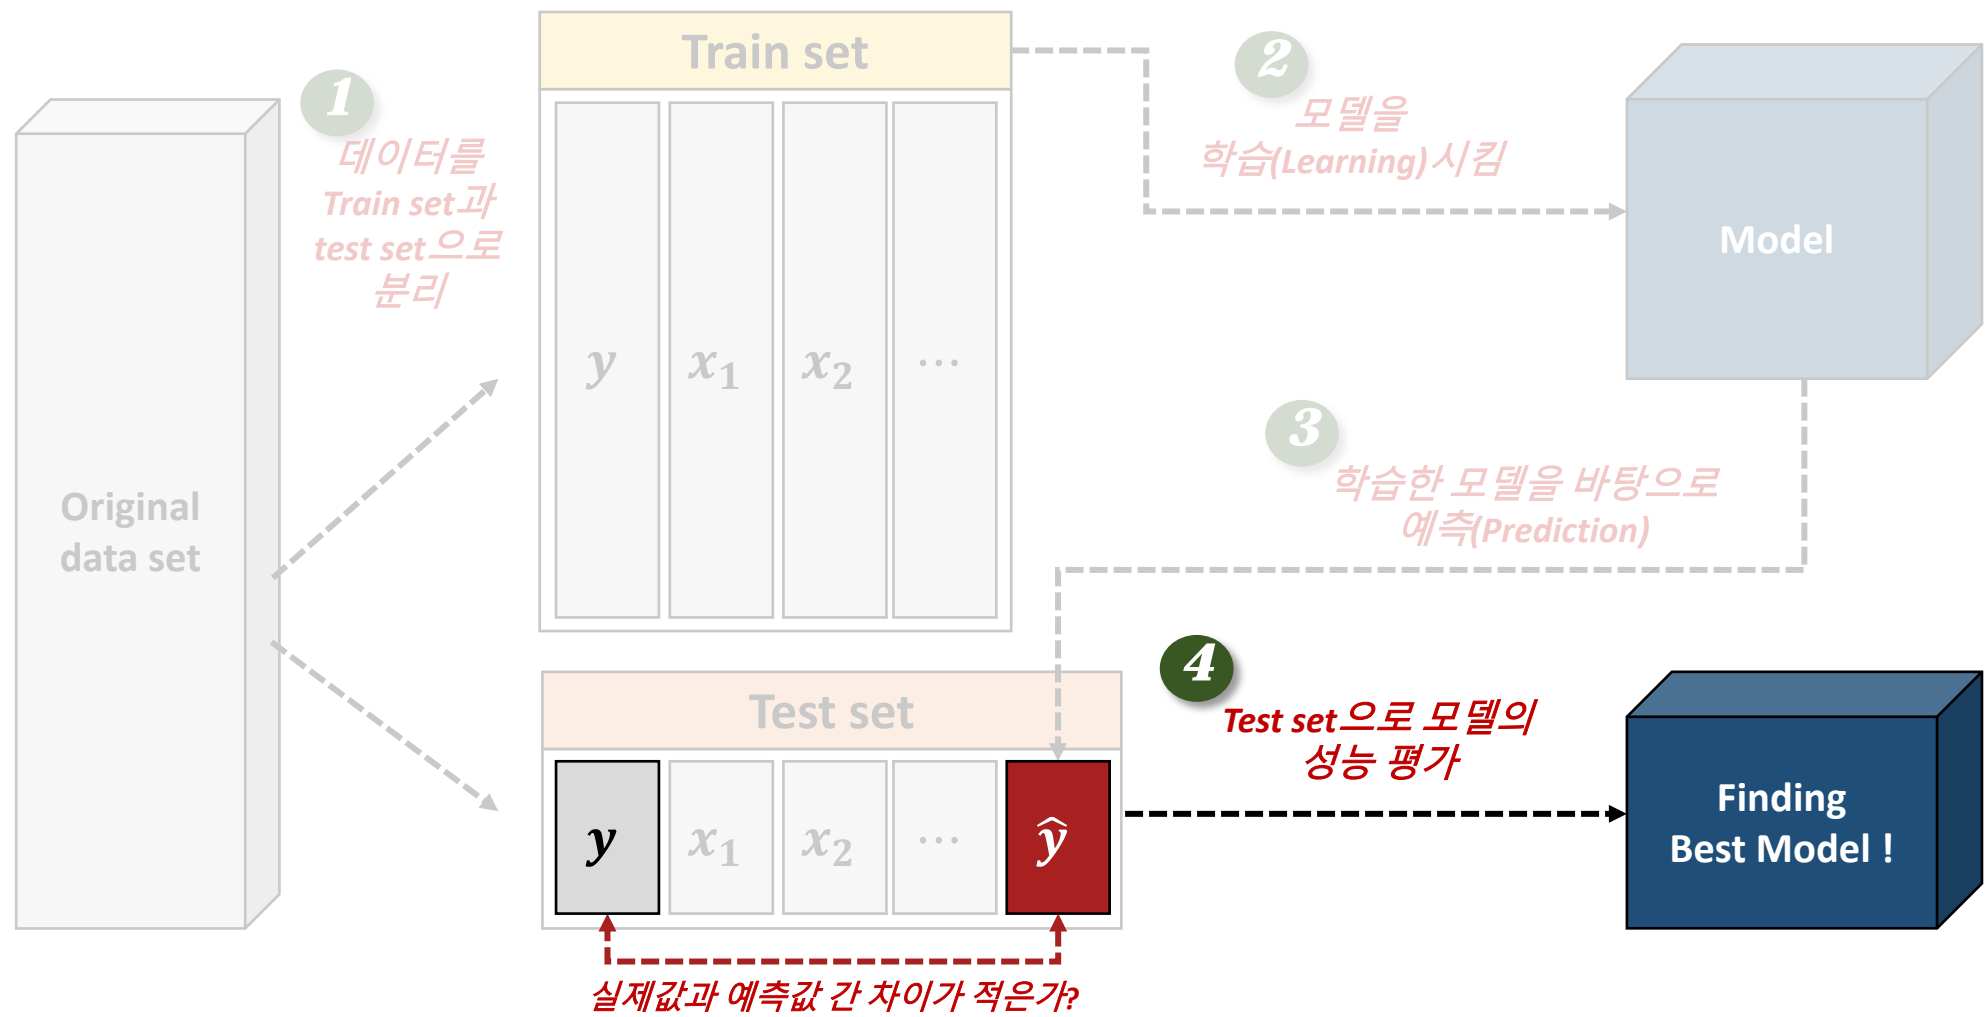 Original
data set
1
데이터를
Train set과
test set으로
분리
Train set
y x₁ x₂ ···
2
모델을
학습(Learning)시킴
Model
3
학습한 모델을 바탕으로
예측(Prediction)
Test set
y x₁ x₂ ··· ŷ
실제값과 예측값 간 차이가 적은가?
4
Test set으로 모델의
성능 평가
Finding
Best Model !